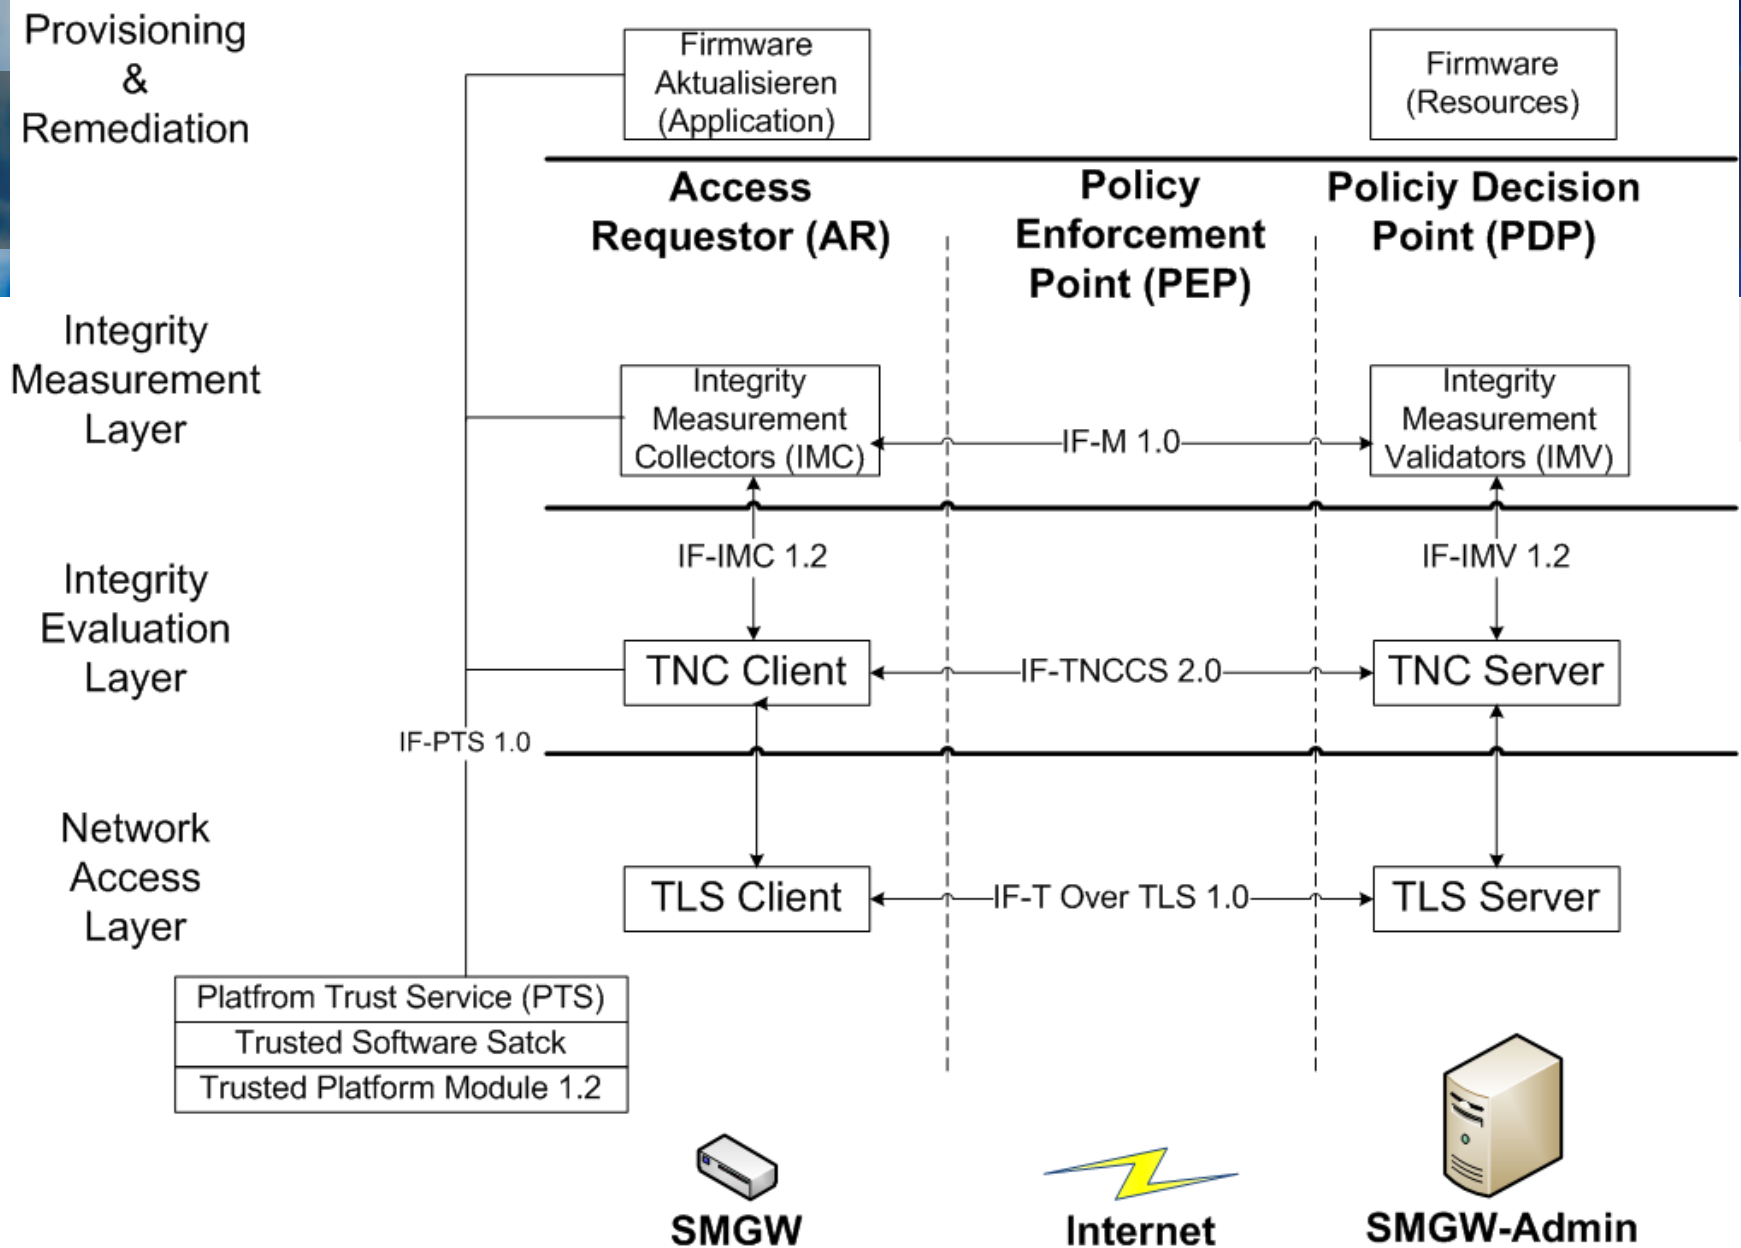 Provisioning
&
Remediation
Firmware
Aktualisieren
(Application)
Firmware
(Resources)
Access
Requestor (AR)
Policy
Enforcement
Point (PEP)
Policiy Decision
Point (PDP)
Integrity
Measurement
Layer
Integrity
Measurement
Collectors (IMC)
IF-M 1.0
Integrity
Measurement
Validators (IMV)
IF-IMC 1.2
IF-IMV 1.2
Integrity
Evaluation
Layer
TNC Client
IF-TNCCS 2.0
TNC Server
IF-PTS 1.0
Network
Access
Layer
TLS Client
IF-T Over TLS 1.0
TLS Server
Platfrom Trust Service (PTS)
Trusted Software Satck
Trusted Platform Module 1.2
SMGW
Internet
SMGW-Admin